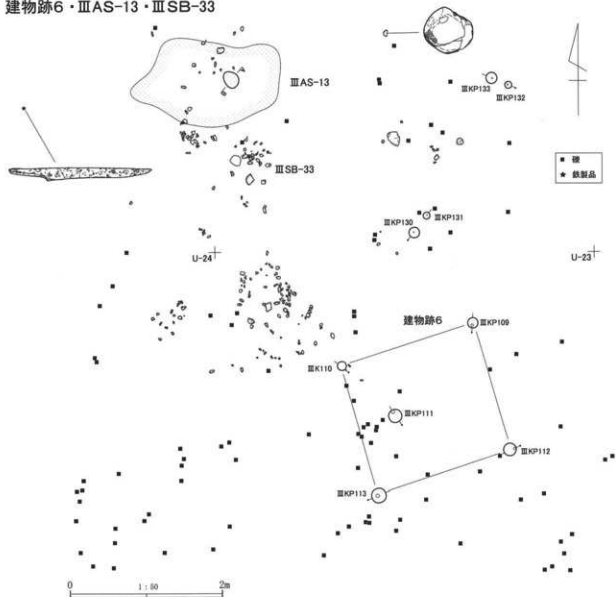 建物跡6・ⅢAS-13・ⅢSB-33
ⅢAS-13
ⅢKP133
ⅢKP132
■ 礫
★ 鉄製品
ⅢSB-33
ⅢKP131
ⅢKP130
U-24
U-23
建物跡6
ⅢKP109
ⅢK110
ⅢKP111
ⅢKP112
ⅢKP113
0 1:50 2m